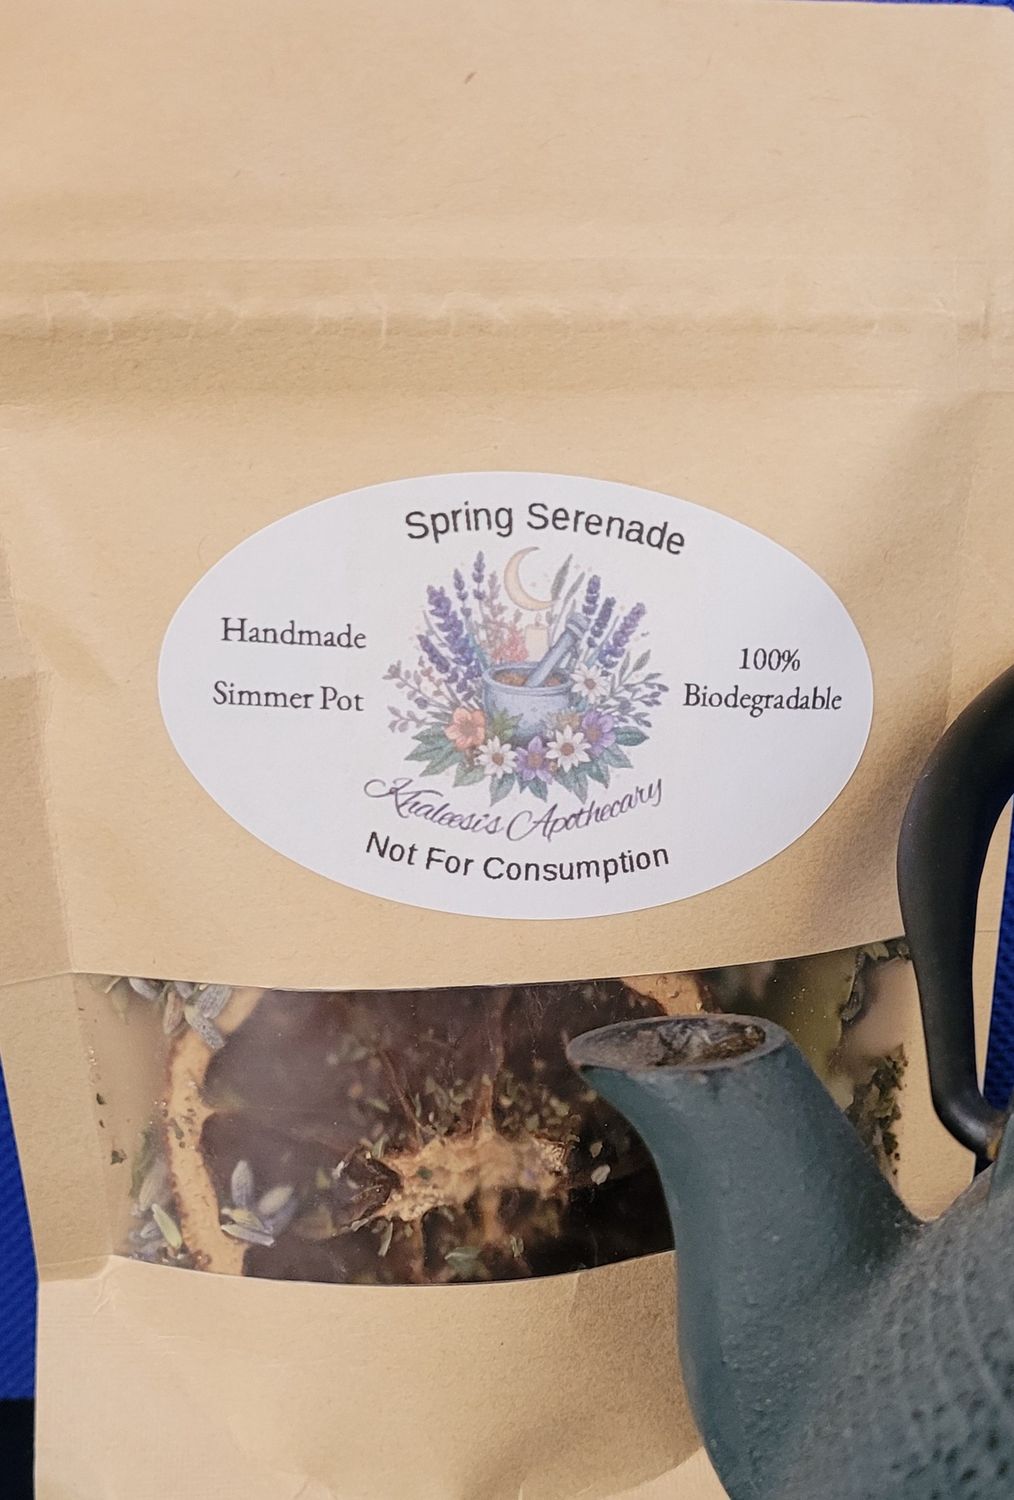 Spring Serenade
Handmade
Simmer Pot
100%
Biodegradable
Khaleesi's Apothecary
Not For Consumption